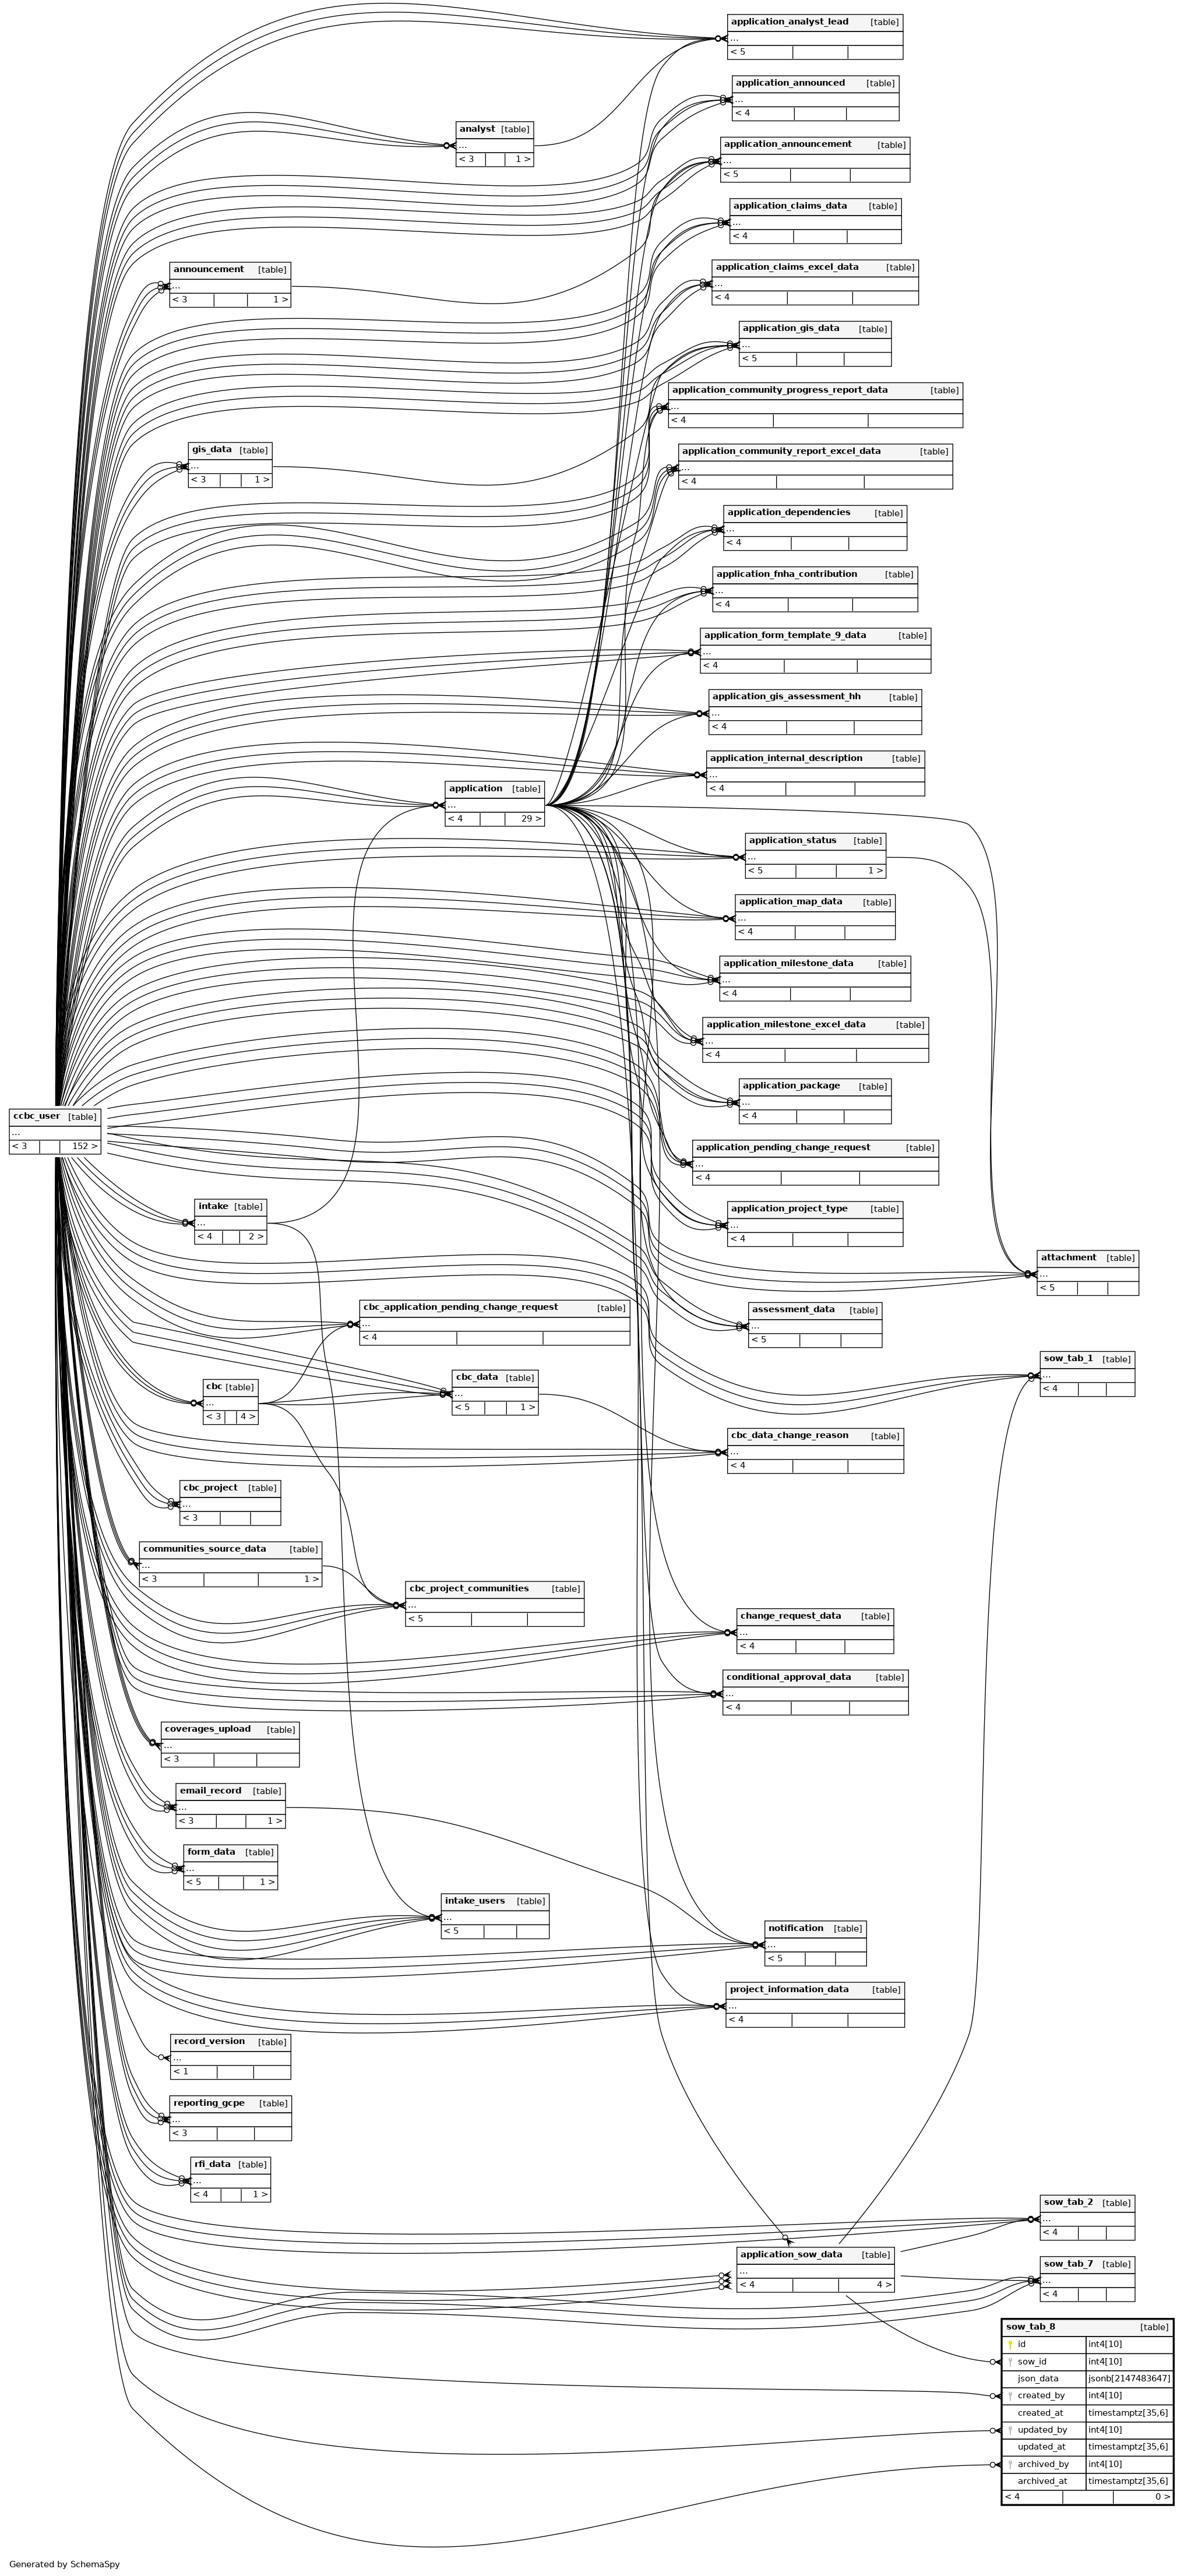 application_analyst_lead [table]
...
< 5
application_announced [table]
...
< 4
analyst [table]
...
< 3 1 >
application_announcement [table]
...
< 5
application_claims_data [table]
...
< 4
announcement [table]
...
< 3 1 >
application_claims_excel_data [table]
...
< 4
application_gis_data [table]
...
< 5
application_community_progress_report_data [table]
...
< 4
gis_data [table]
...
< 3 1 >
application_community_report_excel_data [table]
...
< 4
application_dependencies [table]
...
< 4
application_fnha_contribution [table]
...
< 4
application_form_template_9_data [table]
...
< 4
application_gis_assessment_hh [table]
...
< 4
application_internal_description [table]
...
< 4
application [table]
...
< 4 29 >
application_status [table]
...
< 5 1 >
application_map_data [table]
...
< 4
application_milestone_data [table]
...
< 4
application_milestone_excel_data [table]
...
< 4
application_package [table]
...
< 4
ccbc_user [table]
...
< 3 152 >
application_pending_change_request [table]
...
< 4
intake [table]
...
< 4 2 >
application_project_type [table]
...
< 4
attachment [table]
...
< 5
cbc_application_pending_change_request [table]
...
< 4
assessment_data [table]
...
< 5
sow_tab_1 [table]
...
< 4
cbc [table]
...
< 3 4 >
cbc_data [table]
...
< 5 1 >
cbc_data_change_reason [table]
...
< 4
cbc_project [table]
...
< 3
communities_source_data [table]
...
< 3 1 >
cbc_project_communities [table]
...
< 5
change_request_data [table]
...
< 4
conditional_approval_data [table]
...
< 4
coverages_upload [table]
...
< 3
email_record [table]
...
< 3 1 >
form_data [table]
...
< 5 1 >
intake_users [table]
...
< 5
notification [table]
...
< 5
project_information_data [table]
...
< 4
record_version [table]
...
< 1
reporting_gcpe [table]
...
< 3
rfi_data [table]
...
< 4 1 >
sow_tab_2 [table]
...
< 4
application_sow_data [table]
...
< 4 4 >
sow_tab_7 [table]
...
< 4
sow_tab_8 [table]
id int4[10]
sow_id int4[10]
json_data jsonb[2147483647]
created_by int4[10]
created_at timestamptz[35,6]
updated_by int4[10]
updated_at timestamptz[35,6]
archived_by int4[10]
archived_at timestamptz[35,6]
< 4 0 >
Generated by SchemaSpy